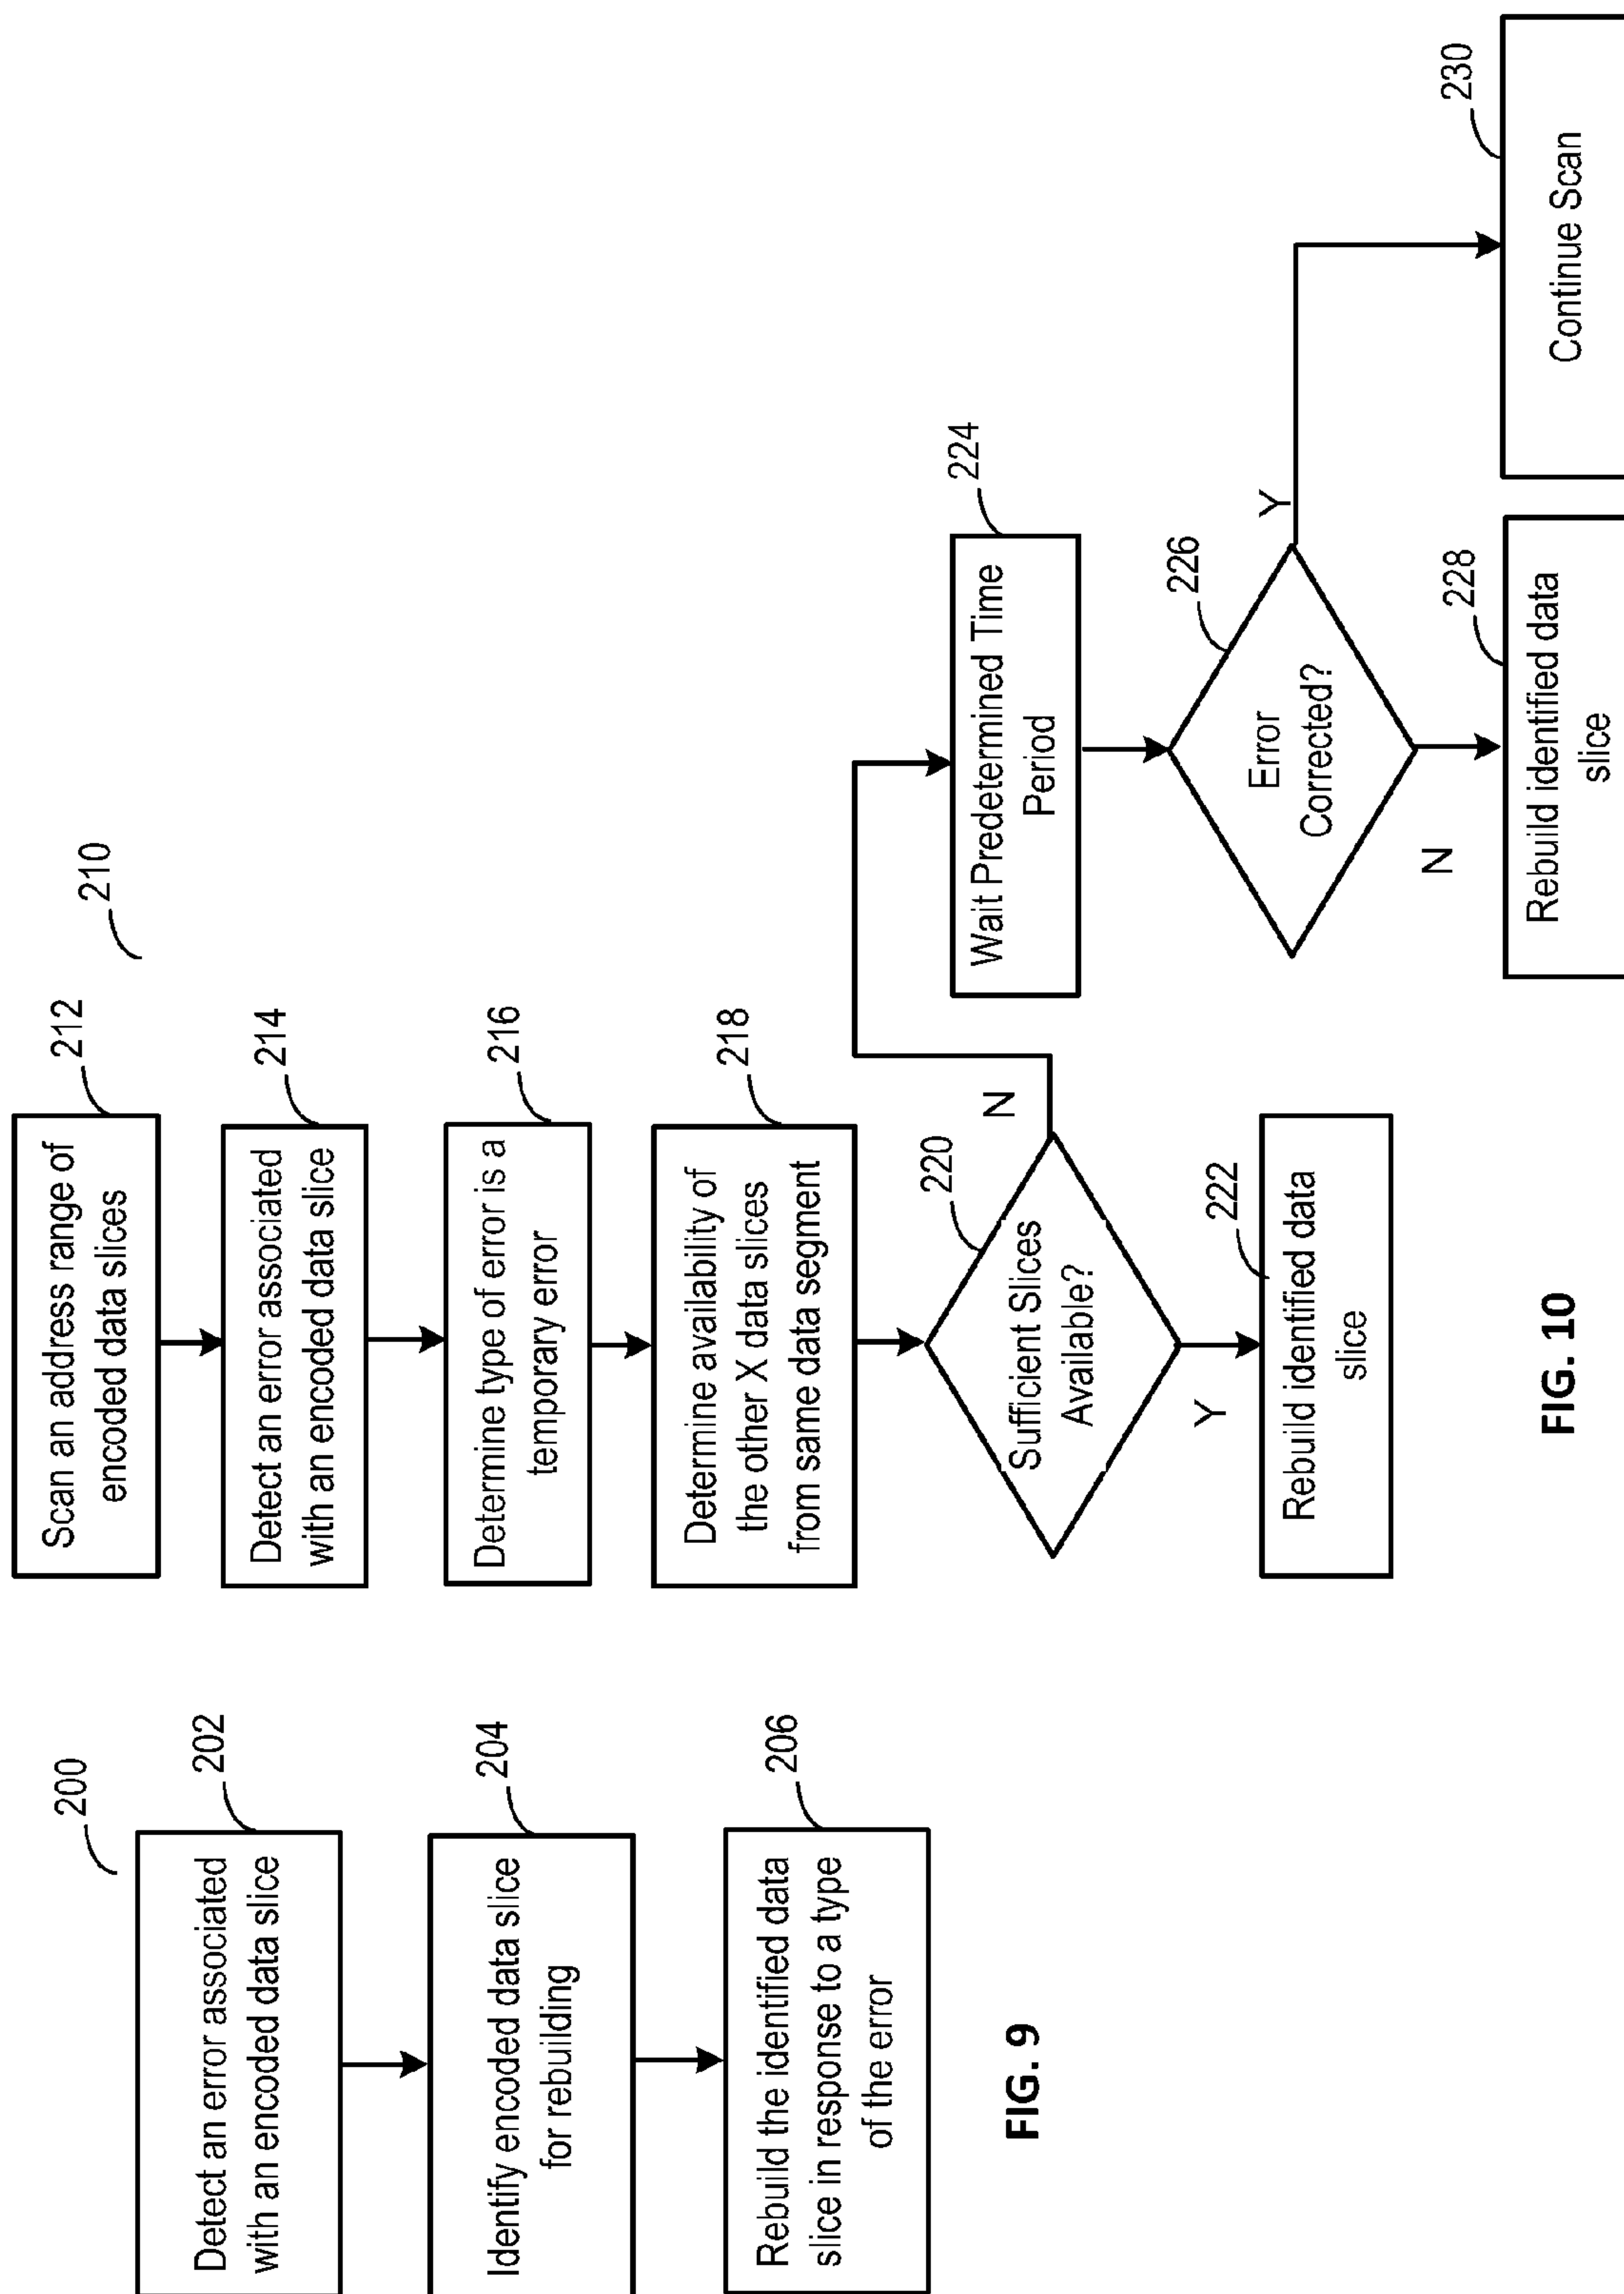 200
202
Detect an error associated
with an encoded data slice
204
Identify encoded data slice
for rebuilding
206
Rebuild the identified data
slice in response to a type
of the error
FIG. 9
210
212
Scan an address range of
encoded data slices
214
Detect an error associated
with an encoded data slice
216
Determine type of error is a
temporary error
218
Determine availability of
the other X data slices
from same data segment
220
Sufficient Slices
Available?
N
Y
222
Rebuild identified data
slice
224
Wait Predetermined Time
Period
226
Error
Corrected?
Y
N
228
Rebuild identified data
slice
230
Continue Scan
FIG. 10